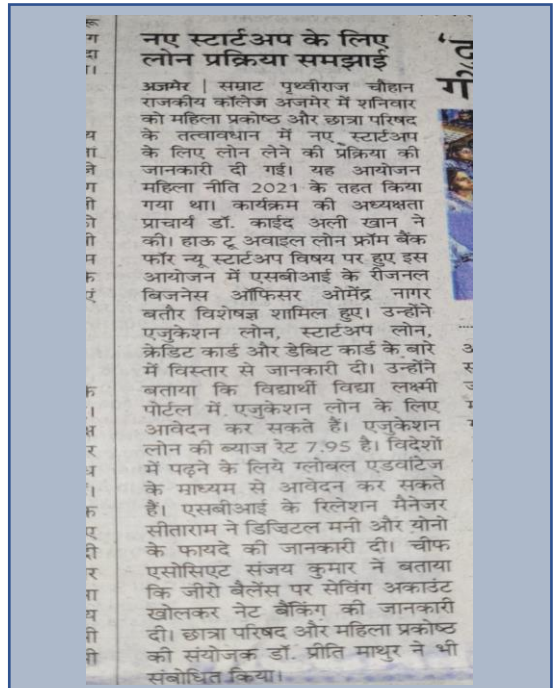 नए स्टार्टअप के लिए
लोन प्रक्रिया समझाई
अजमेर | सम्राट पृथ्वीराज चौहान
राजकीय कॉलेज अजमेर में शनिवार
को महिला प्रकोष्ठ और छात्रा परिषद
के तत्वावधान में नए स्टार्टअप
के लिए लोन लेने की प्रक्रिया की
जानकारी दी गई। यह आयोजन
महिला नीति 2021 के तहत किया
गया था। कार्यक्रम की अध्यक्षता
प्राचार्य डॉ. काईद अली खान ने
की। हाऊ टू अवाइल लोन फ्रॉम बैंक
फॉर न्यू स्टार्टअप विषय पर हुए इस
आयोजन में एसबीआई के रीजनल
बिजनेस ऑफिसर ओमेंद्र नागर
बतौर विशेषज्ञ शामिल हुए। उन्होंने
एजुकेशन लोन, स्टार्टअप लोन,
क्रेडिट कार्ड और डेबिट कार्ड के बारे
में विस्तार से जानकारी दी। उन्होंने
बताया कि विद्यार्थी विद्या लक्ष्मी
पोर्टल में एजुकेशन लोन के लिए
आवेदन कर सकते हैं। एजुकेशन
लोन की ब्याज रेट 7.95 है। विदेशों
में पढ़ने के लिये ग्लोबल एडवांटेज
के माध्यम से आवेदन कर सकते
हैं। एसबीआई के रिलेशन मैनेजर
सीताराम ने डिजिटल मनी और योनो
के फायदे की जानकारी दी। चीफ
एसोसिएट संजय कुमार ने बताया
कि जीरो बैलेंस पर सेविंग अकाउंट
खोलकर नेट बैंकिंग की जानकारी
दी। छात्रा परिषद और महिला प्रकोष्ठ
की संयोजक डॉ. प्रीति माथुर ने भी
संबोधित किया।